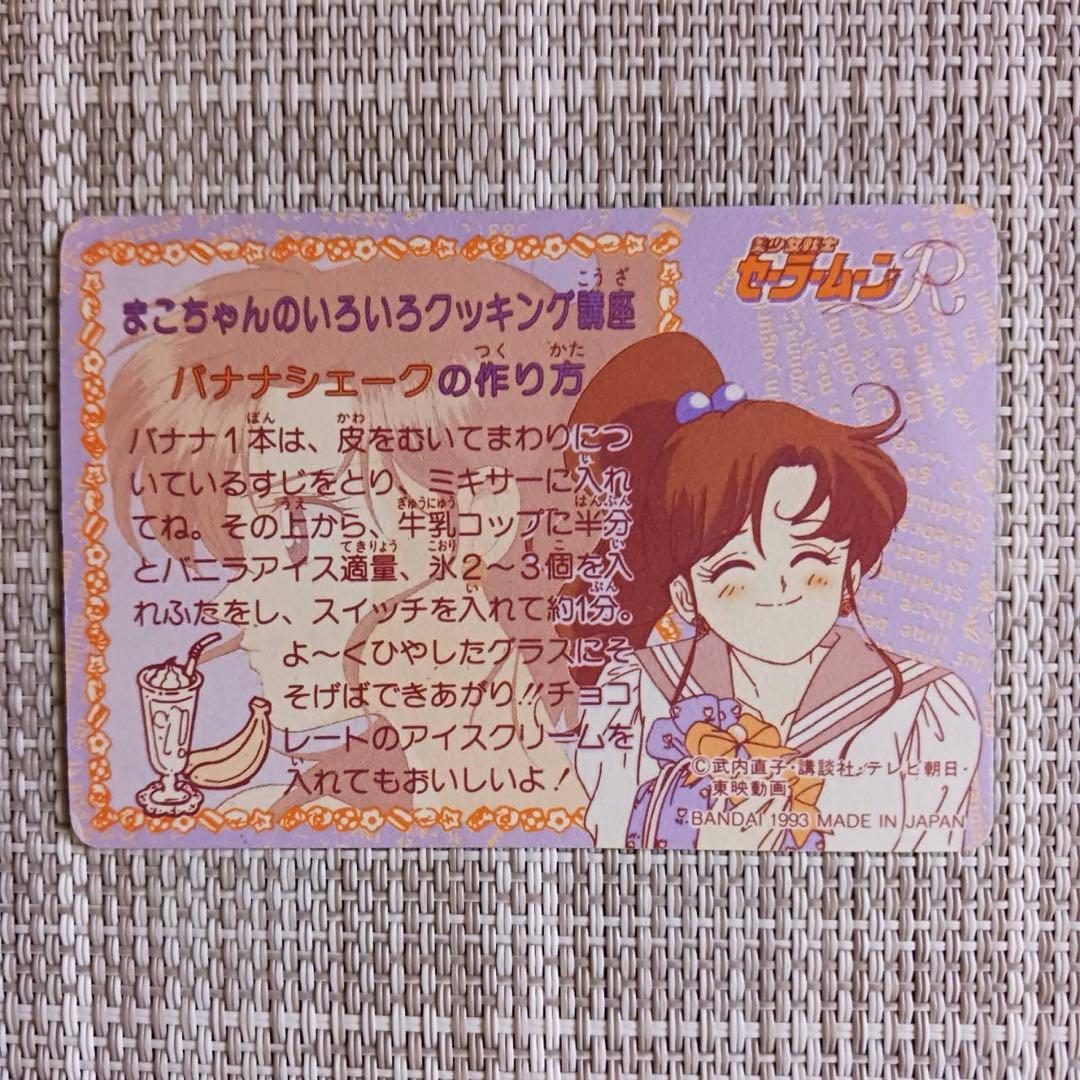 美少女戦士
セーラームーンR
まこちゃんのいろいろクッキング講座
バナナシェークの作り方
バナナ1本は、皮をむいてまわりにつ
いているすじをとり、ミキサーに入れ
てね。その上から、牛乳コップに半分
とバニラアイス適量、氷2〜3個を入
れふたをし、スイッチを入れて約1分。
よ〜くひやしたグラスにそ
そげばできあがり!!チョコ
レートのアイスクリームを
入れてもおいしいよ!
©武内直子・講談社・テレビ朝日・
東映動画
BANDAI 1993 MADE IN JAPAN